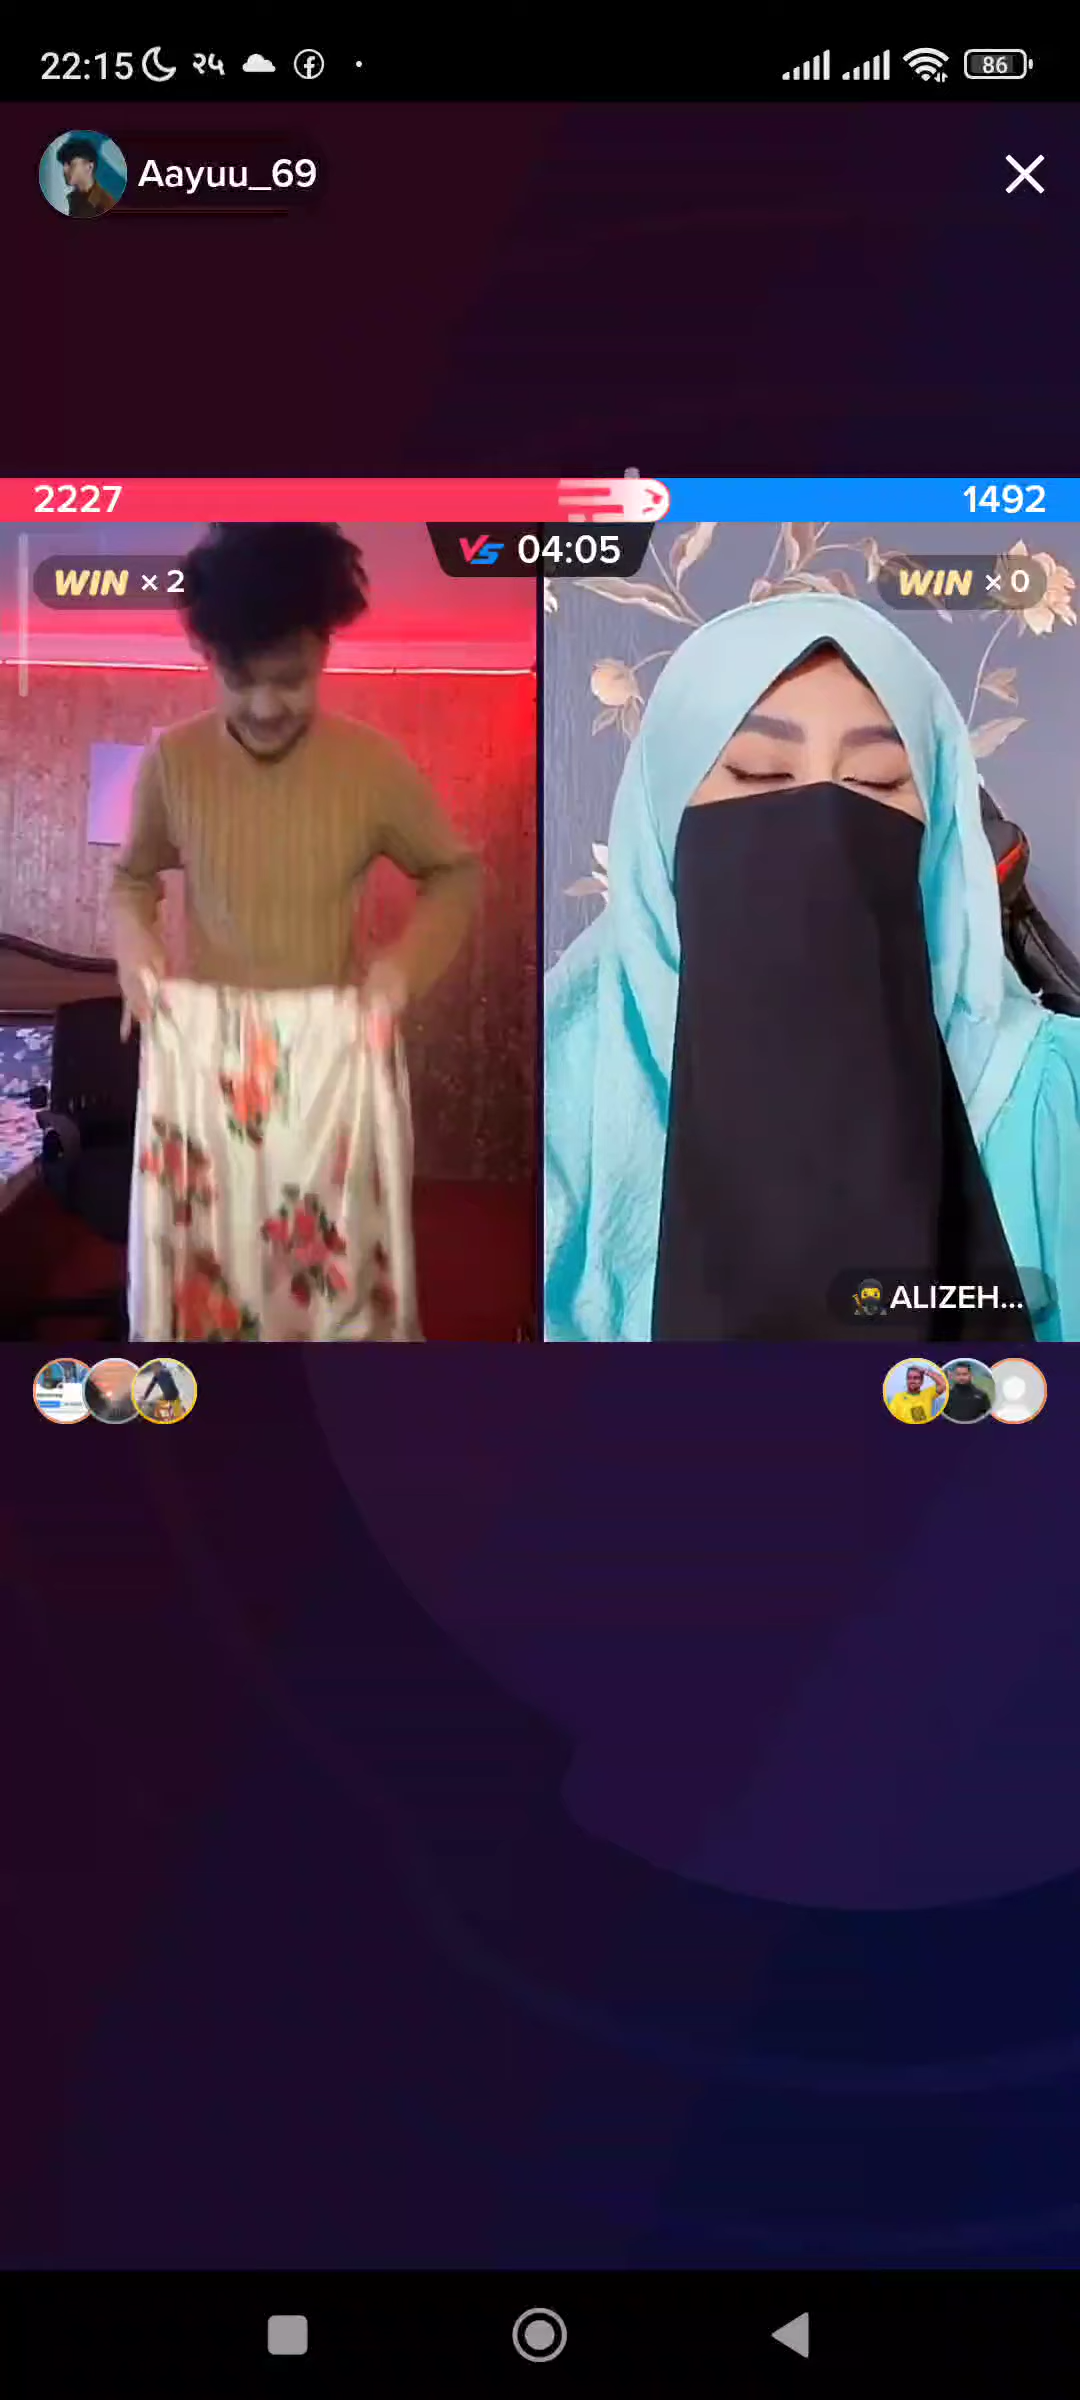 22:15 २५
86
Aayuu_69
2227
1492
VS 04:05
WIN × 2
WIN × 0
ALIZEH...